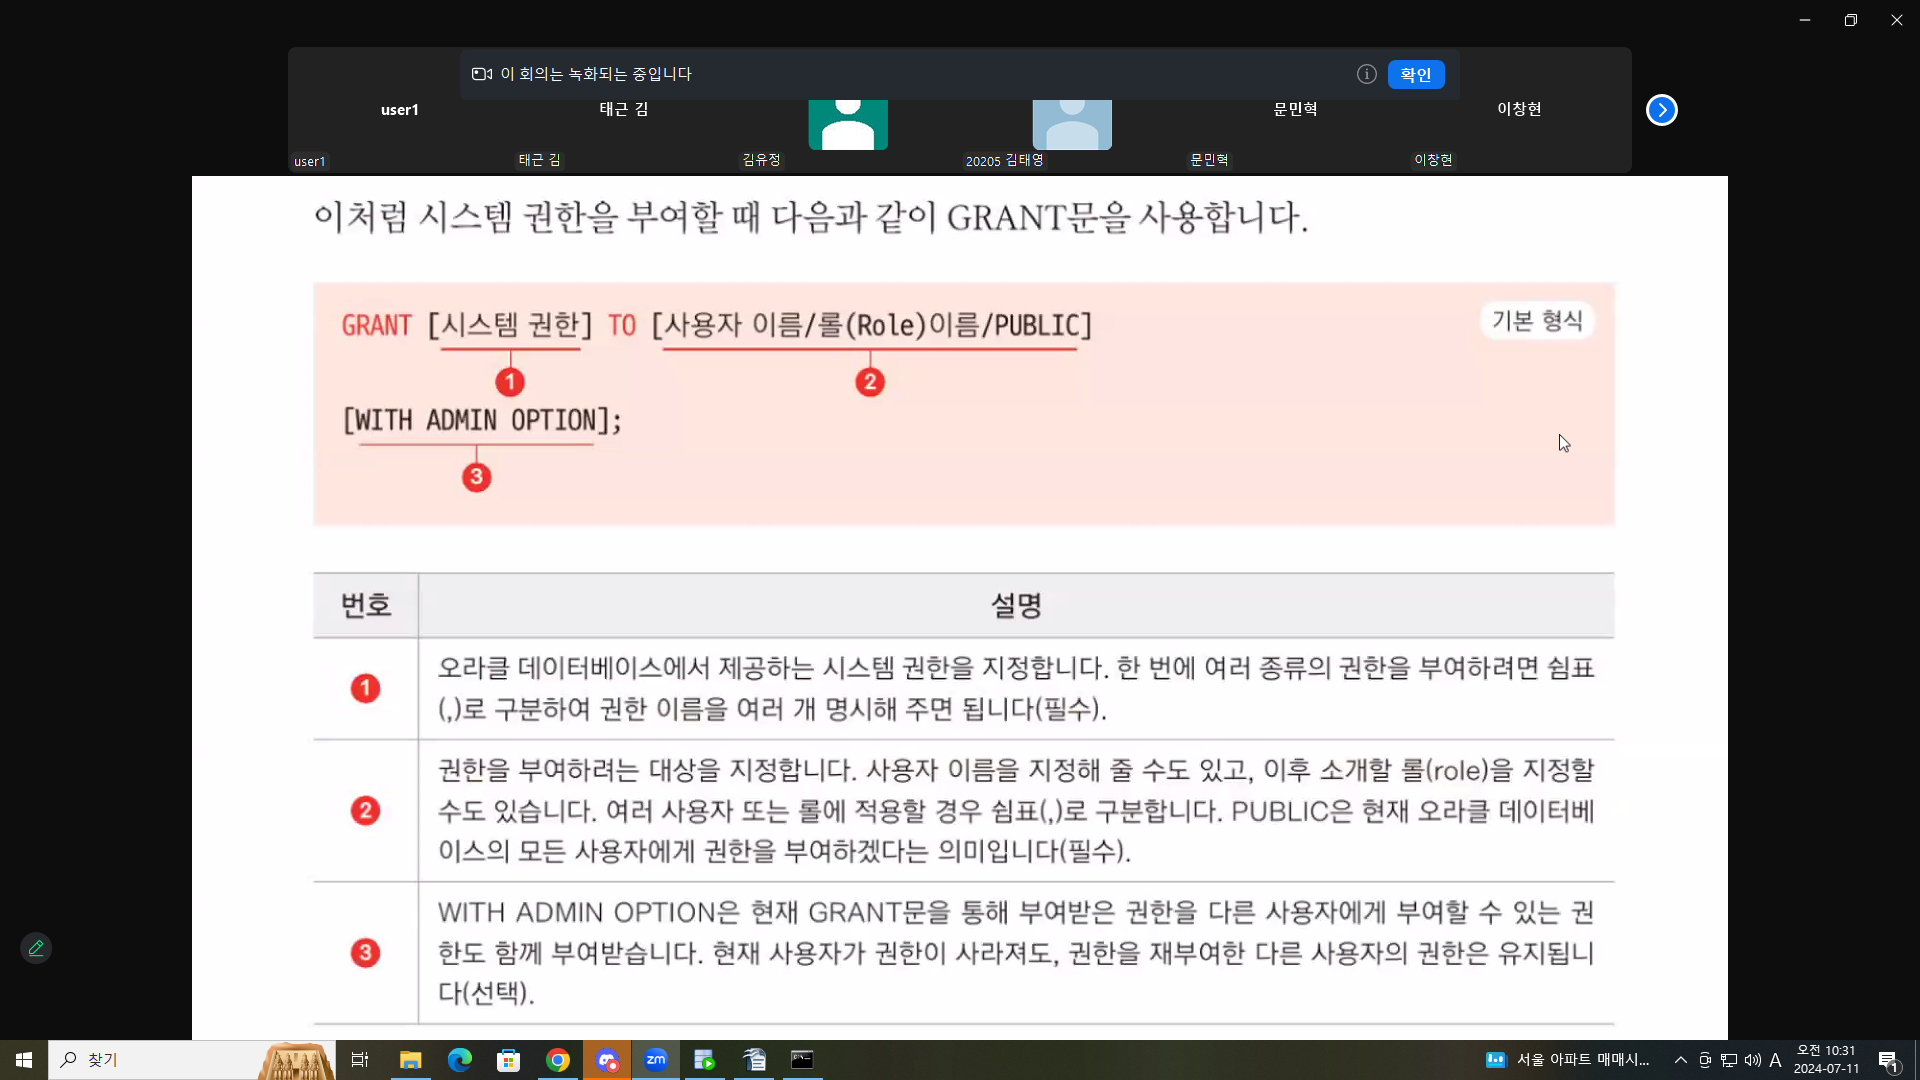 이 회의는 녹화되는 중입니다
확인
user1
태근 김
문민혁
이창현
user1
태근 김
김유정
20205 김태영
문민혁
이창현
이처럼 시스템 권한을 부여할 때 다음과 같이 GRANT문을 사용합니다.
GRANT [시스템 권한] TO [사용자 이름/롤(Role)이름/PUBLIC]
기본 형식
1
2
[WITH ADMIN OPTION];
3
번호
설명
1
오라클 데이터베이스에서 제공하는 시스템 권한을 지정합니다. 한 번에 여러 종류의 권한을 부여하려면 쉼표
(,)로 구분하여 권한 이름을 여러 개 명시해 주면 됩니다(필수).
2
권한을 부여하려는 대상을 지정합니다. 사용자 이름을 지정해 줄 수도 있고, 이후 소개할 롤(role)을 지정할
수도 있습니다. 여러 사용자 또는 롤에 적용할 경우 쉼표(,)로 구분합니다. PUBLIC은 현재 오라클 데이터베
이스의 모든 사용자에게 권한을 부여하겠다는 의미입니다(필수).
3
WITH ADMIN OPTION은 현재 GRANT문을 통해 부여받은 권한을 다른 사용자에게 부여할 수 있는 권
한도 함께 부여받습니다. 현재 사용자가 권한이 사라져도, 권한을 재부여한 다른 사용자의 권한은 유지됩니
다(선택).
찾기
zm
서울 아파트 매매시...
A
오전 10:31
2024-07-11
1